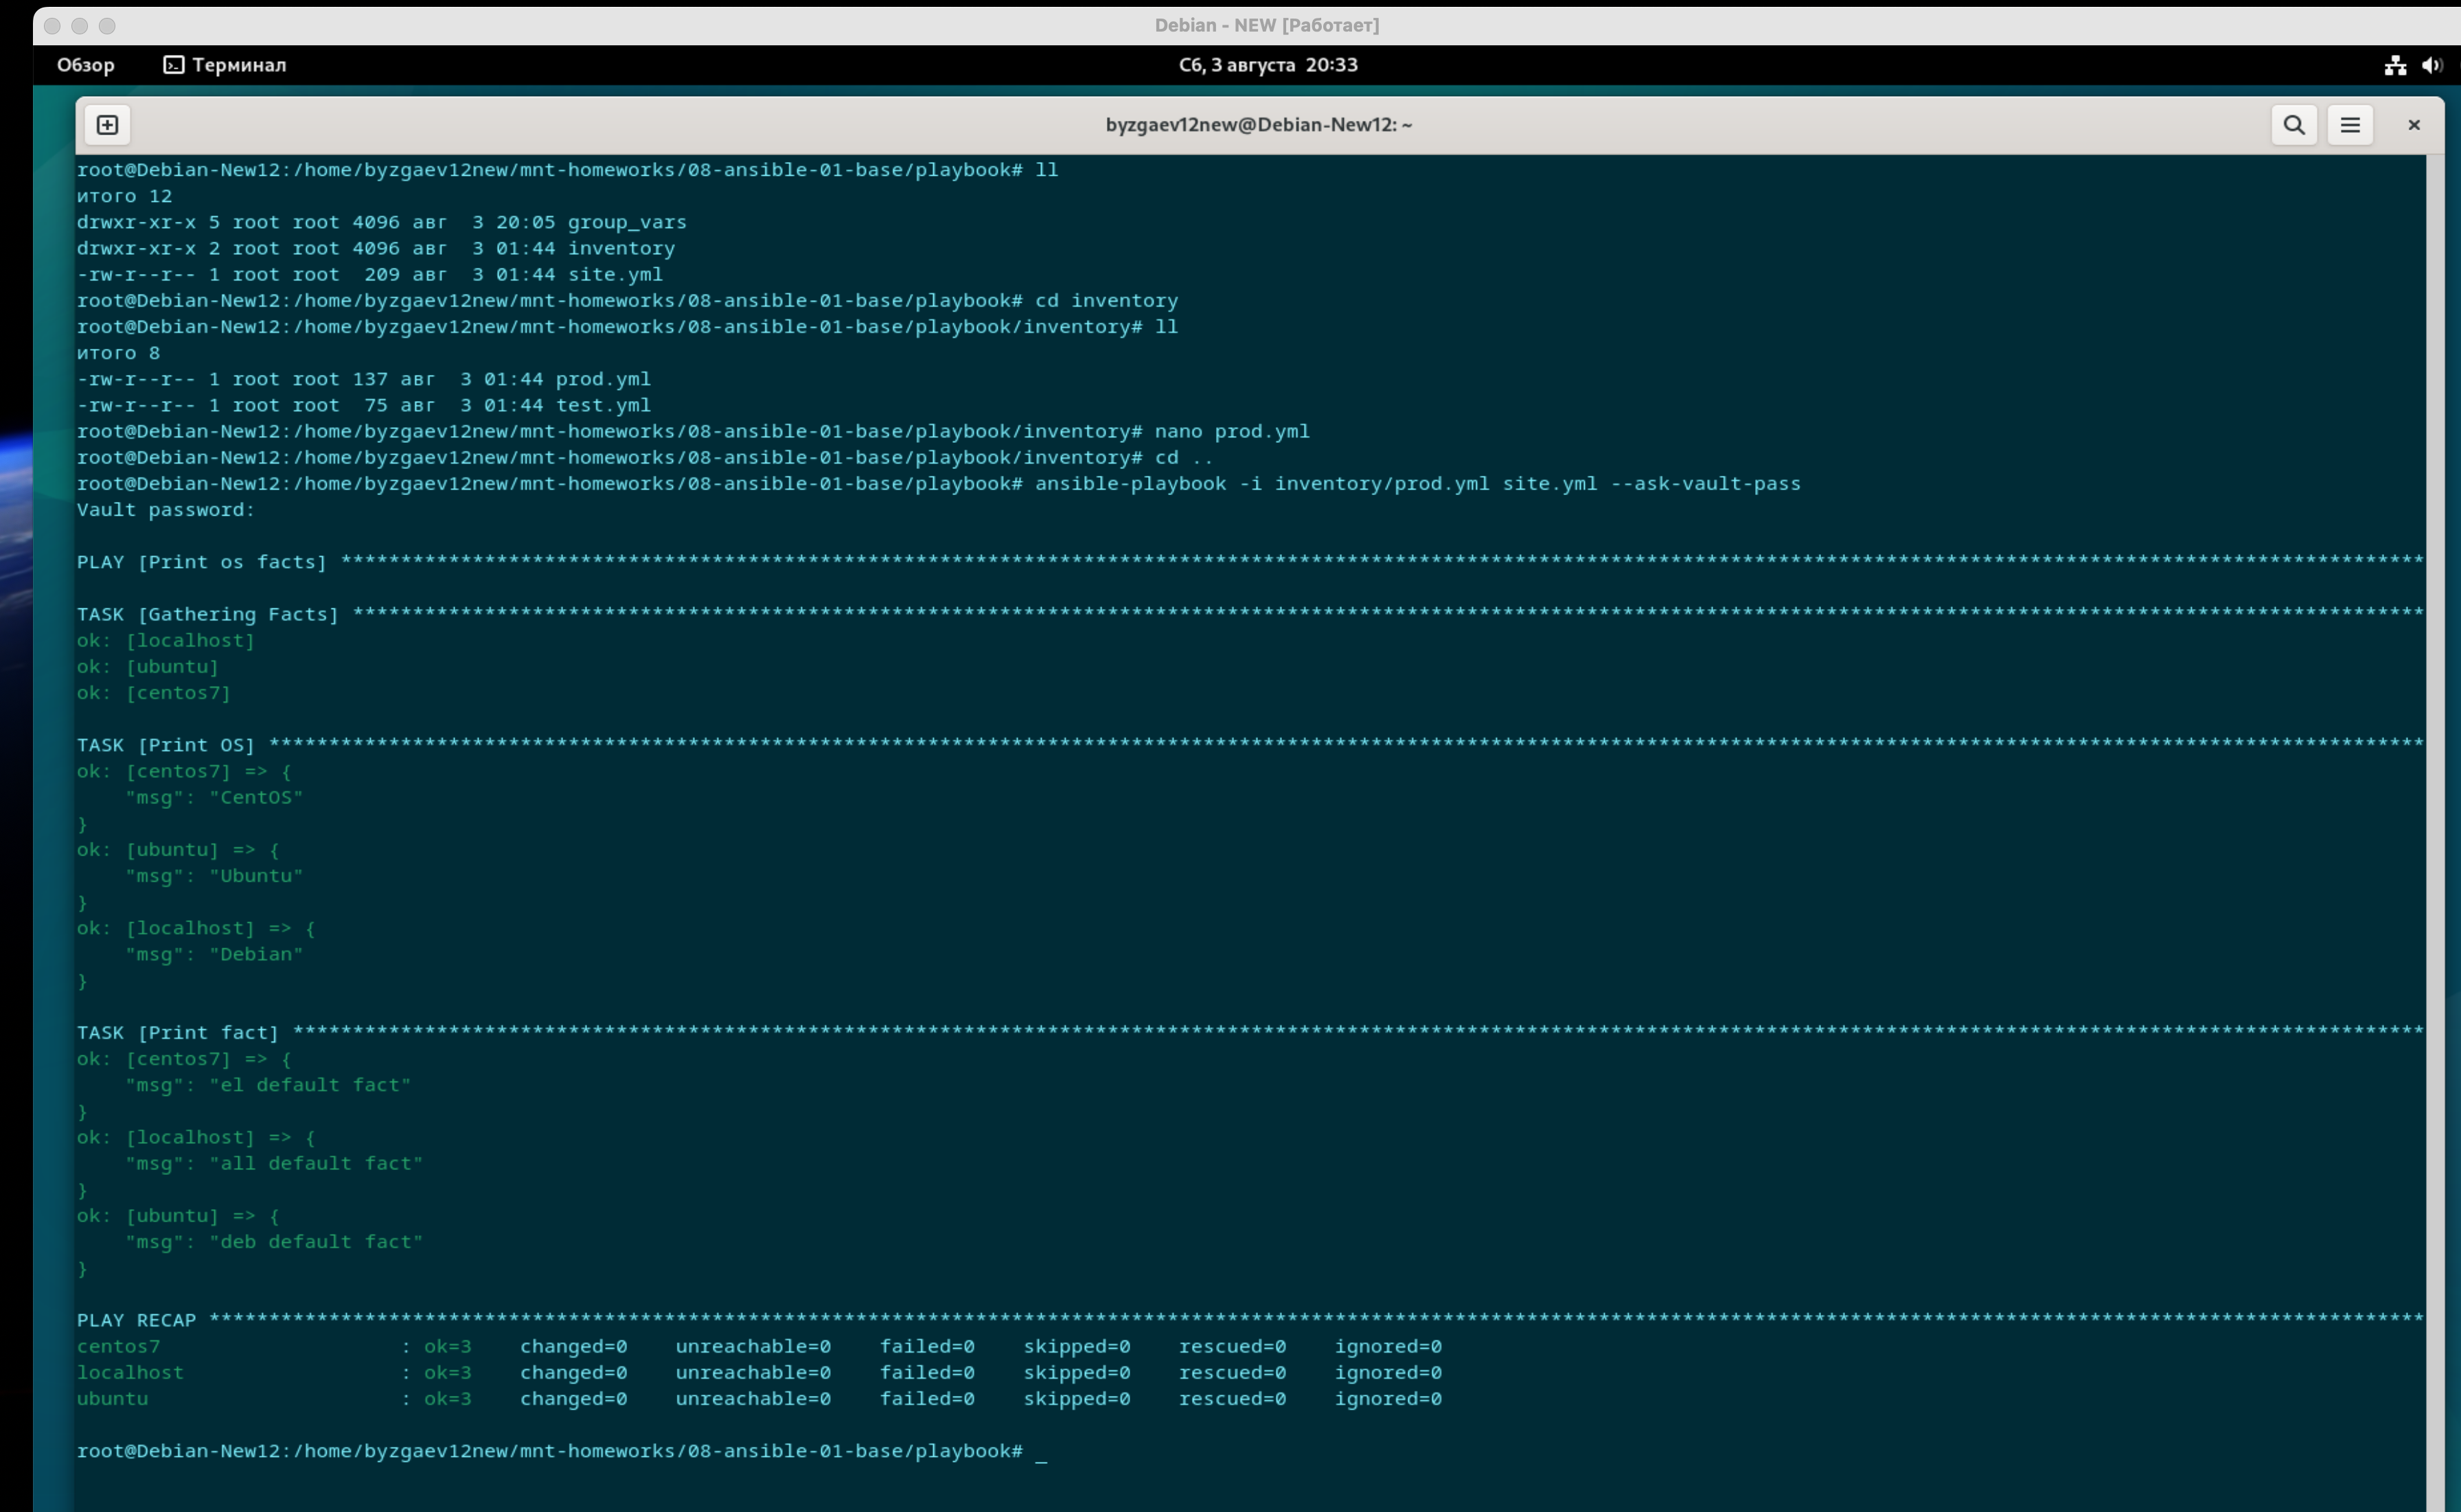 Debian - NEW [Работает]
Обзор Терминал Сб, 3 августа 20:33
byzgaev12new@Debian-New12: ~
root@Debian-New12:/home/byzgaev12new/mnt-homeworks/08-ansible-01-base/playbook# ll
итого 12
drwxr-xr-x 5 root root 4096 авг  3 20:05 group_vars
drwxr-xr-x 2 root root 4096 авг  3 01:44 inventory
-rw-r--r-- 1 root root  209 авг  3 01:44 site.yml
root@Debian-New12:/home/byzgaev12new/mnt-homeworks/08-ansible-01-base/playbook# cd inventory
root@Debian-New12:/home/byzgaev12new/mnt-homeworks/08-ansible-01-base/playbook/inventory# ll
итого 8
-rw-r--r-- 1 root root 137 авг  3 01:44 prod.yml
-rw-r--r-- 1 root root  75 авг  3 01:44 test.yml
root@Debian-New12:/home/byzgaev12new/mnt-homeworks/08-ansible-01-base/playbook/inventory# nano prod.yml
root@Debian-New12:/home/byzgaev12new/mnt-homeworks/08-ansible-01-base/playbook/inventory# cd ..
root@Debian-New12:/home/byzgaev12new/mnt-homeworks/08-ansible-01-base/playbook# ansible-playbook -i inventory/prod.yml site.yml --ask-vault-pass
Vault password:
PLAY [Print os facts] ******************************************************************************************************************************************************************************
TASK [Gathering Facts] *****************************************************************************************************************************************************************************
ok: [localhost]
ok: [ubuntu]
ok: [centos7]
TASK [Print OS] ************************************************************************************************************************************************************************************
ok: [centos7] => {
    "msg": "CentOS"
}
ok: [ubuntu] => {
    "msg": "Ubuntu"
}
ok: [localhost] => {
    "msg": "Debian"
}
TASK [Print fact] **********************************************************************************************************************************************************************************
ok: [centos7] => {
    "msg": "el default fact"
}
ok: [localhost] => {
    "msg": "all default fact"
}
ok: [ubuntu] => {
    "msg": "deb default fact"
}
PLAY RECAP *****************************************************************************************************************************************************************************************
centos7                    : ok=3    changed=0    unreachable=0    failed=0    skipped=0    rescued=0    ignored=0
localhost                  : ok=3    changed=0    unreachable=0    failed=0    skipped=0    rescued=0    ignored=0
ubuntu                     : ok=3    changed=0    unreachable=0    failed=0    skipped=0    rescued=0    ignored=0
root@Debian-New12:/home/byzgaev12new/mnt-homeworks/08-ansible-01-base/playbook# _